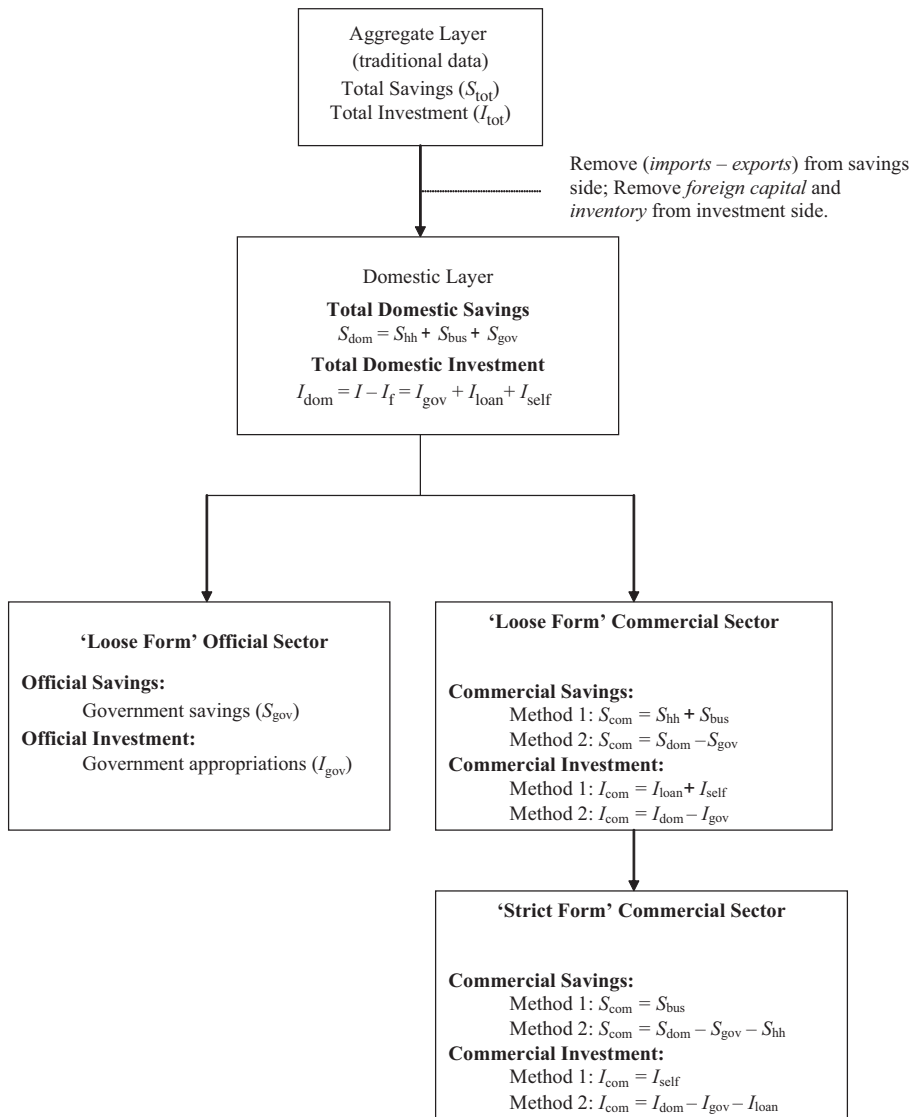 Aggregate Layer
(traditional data)
Total Savings (S_tot)
Total Investment (I_tot)
Remove (imports – exports) from savings
side; Remove foreign capital and
inventory from investment side.
Domestic Layer
Total Domestic Savings
S_dom = S_hh + S_bus + S_gov
Total Domestic Investment
I_dom = I – I_f = I_gov + I_loan + I_self
‘Loose Form’ Official Sector
Official Savings:
Government savings (S_gov)
Official Investment:
Government appropriations (I_gov)
‘Loose Form’ Commercial Sector
Commercial Savings:
Method 1: S_com = S_hh + S_bus
Method 2: S_com = S_dom – S_gov
Commercial Investment:
Method 1: I_com = I_loan + I_self
Method 2: I_com = I_dom – I_gov
‘Strict Form’ Commercial Sector
Commercial Savings:
Method 1: S_com = S_bus
Method 2: S_com = S_dom – S_gov – S_hh
Commercial Investment:
Method 1: I_com = I_self
Method 2: I_com = I_dom – I_gov – I_loan